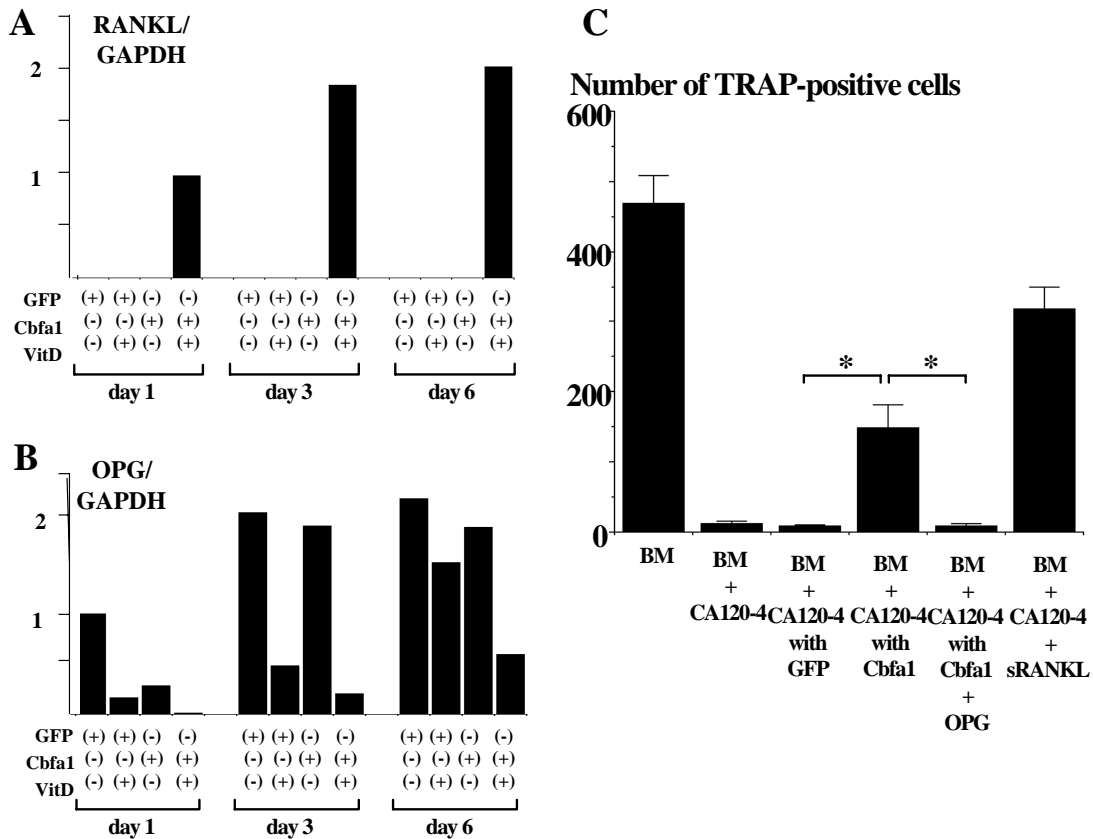 A
RANKL/
GAPDH
2
1
GFP (+) (+) (-) (-) (+) (+) (-) (-) (+) (+) (-) (-)
Cbfa1 (-) (-) (+) (+) (-) (-) (+) (+) (-) (-) (+) (+)
VitD (-) (+) (-) (+) (-) (+) (-) (+) (-) (+) (-) (+)
day 1 day 3 day 6
B
OPG/
GAPDH
2
1
GFP (+) (+) (-) (-) (+) (+) (-) (-) (+) (+) (-) (-)
Cbfa1 (-) (-) (+) (+) (-) (-) (+) (+) (-) (-) (+) (+)
VitD (-) (+) (-) (+) (-) (+) (-) (+) (-) (+) (-) (+)
day 1 day 3 day 6
C
Number of TRAP-positive cells
600
400
200
0
* *
BM BM BM BM BM BM
+ + + + +
CA120-4 CA120-4 CA120-4 CA120-4 CA120-4
with with with +
GFP Cbfa1 Cbfa1 sRANKL
+
OPG